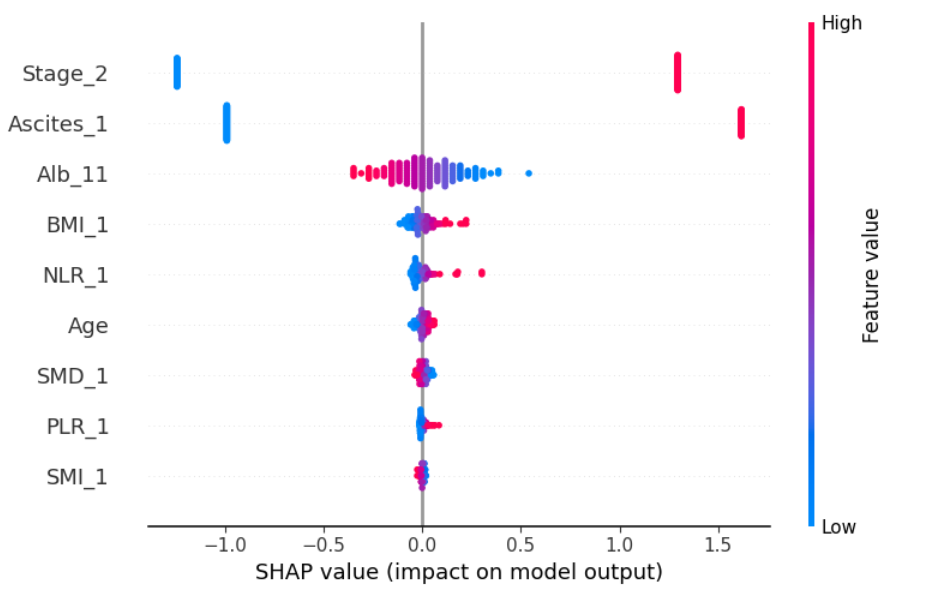 High
Stage_2
Ascites_1
Alb_11
BMI_1
NLR_1
Age
SMD_1
PLR_1
SMI_1
Feature value
Low
−1.0 −0.5 0.0 0.5 1.0 1.5
SHAP value (impact on model output)